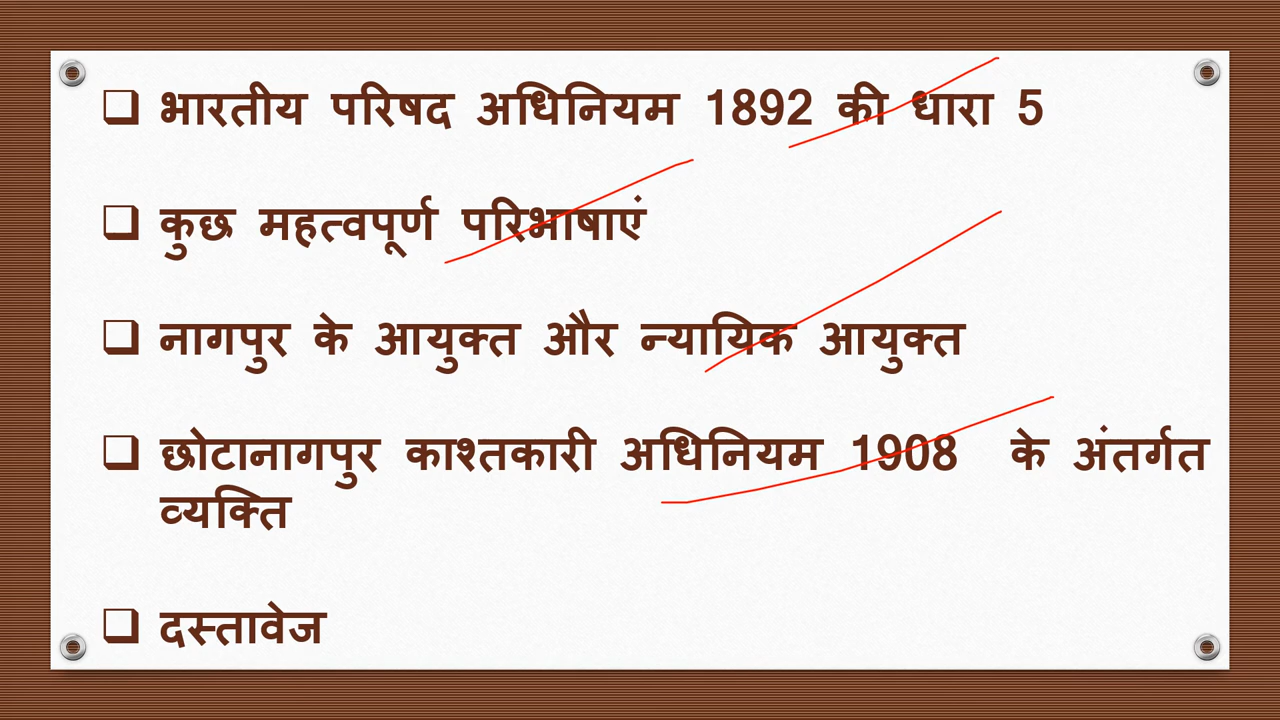 भारतीय परिषद अधिनियम 1892 की धारा 5
कुछ महत्वपूर्ण परिभाषाएं
नागपुर के आयुक्त और न्यायिक आयुक्त
छोटानागपुर काश्तकारी अधिनियम 1908 के अंतर्गत
व्यक्ति
दस्तावेज